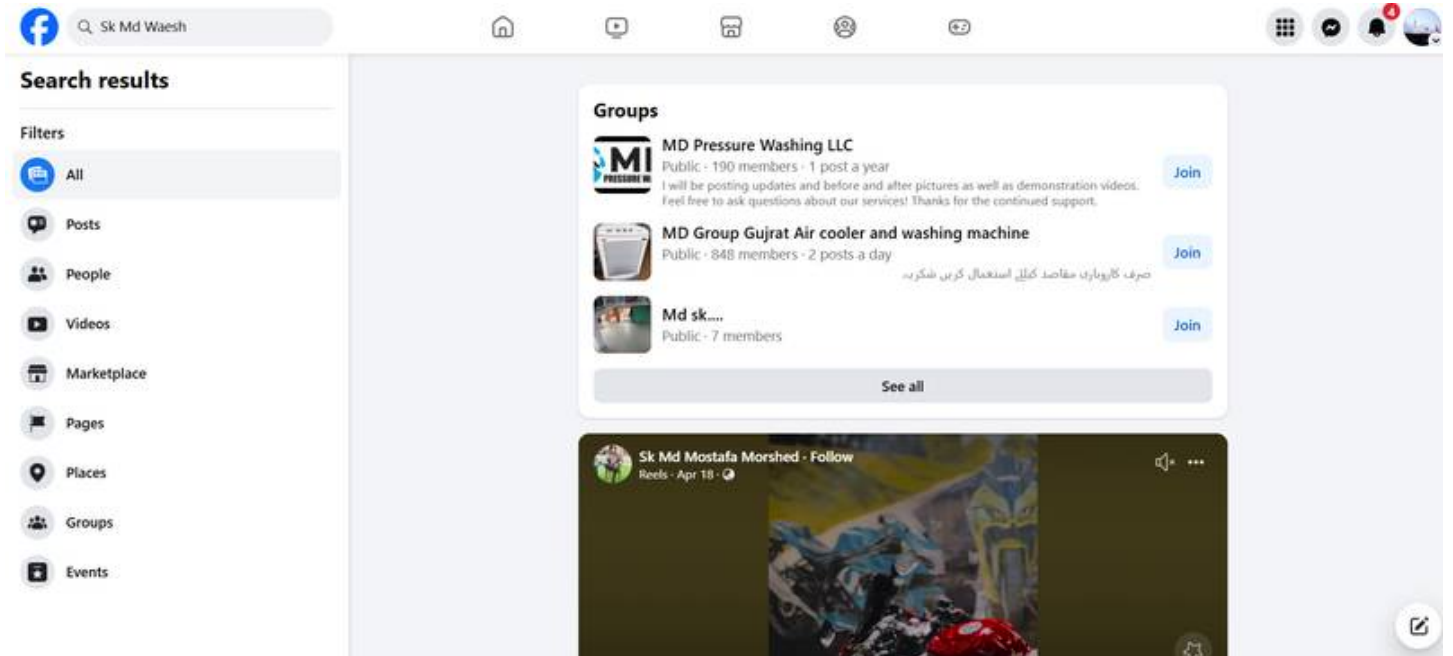 Sk Md Waesh
4
Search results
Filters
All
Posts
People
Videos
Marketplace
Pages
Places
Groups
Events
Groups
MD Pressure Washing LLC
Public · 190 members · 1 post a year
I will be posting updates and before and after pictures as well as demonstration videos.
Feel free to ask questions about our services! Thanks for the continued support.
Join
MD Group Gujrat Air cooler and washing machine
Public · 848 members · 2 posts a day
صرف کاروباری مقاصد کیلئے استعمال کریں شکریہ
Join
Md sk....
Public · 7 members
Join
See all
Sk Md Mostafa Morshed · Follow
Reels · Apr 18 ·